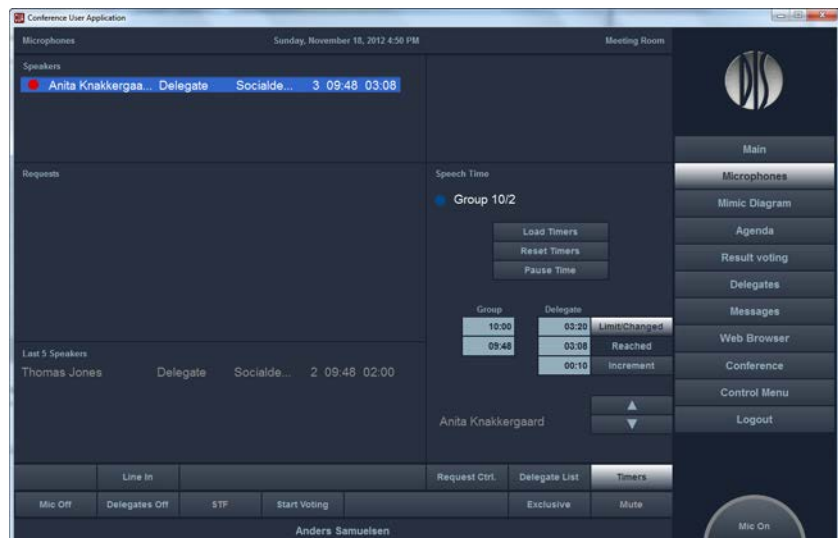 Conference User Application
Microphones Sunday, November 18, 2012 4:50 PM Meeting Room
Speakers
Anita Knakkergaa... Delegate Socialde... 3 09:48 03:08
DIS
Main
Microphones
Mimic Diagram
Agenda
Result voting
Delegates
Messages
Web Browser
Conference
Control Menu
Logout
Requests
Speech Time
Group 10/2
Load Timers
Reset Timers
Pause Time
Group Delegate
10:00 03:20 Limit/Changed
09:48 03:08 Reached
00:10 Increment
Anita Knakkergaard
Last 5 Speakers
Thomas Jones Delegate Socialde... 2 09:48 02:00
Line In Request Ctrl. Delegate List Timers
Mic Off Delegates Off STF Start Voting Exclusive Mute
Anders Samuelsen
Mic On